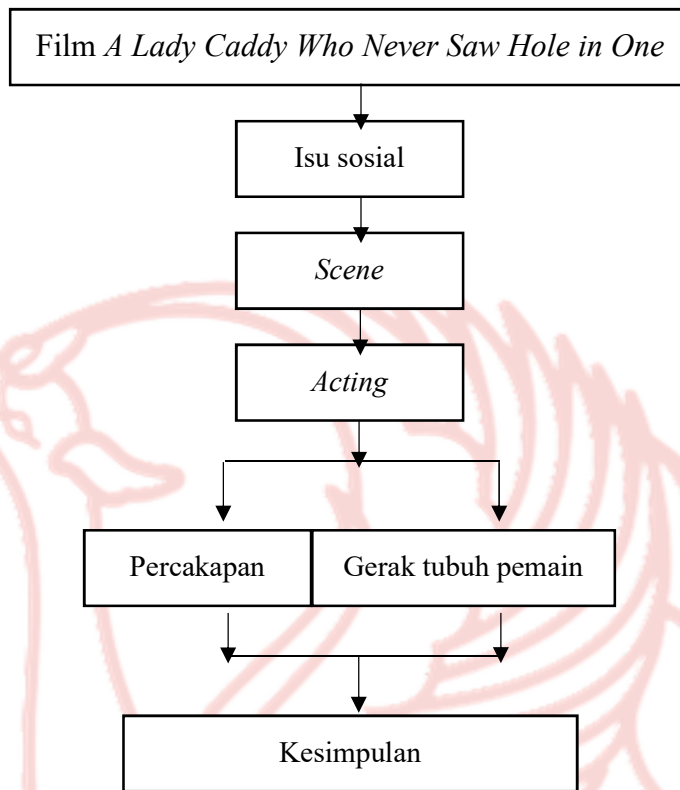 Film A Lady Caddy Who Never Saw Hole in One
Isu sosial
Scene
Acting
Percakapan
Gerak tubuh pemain
Kesimpulan